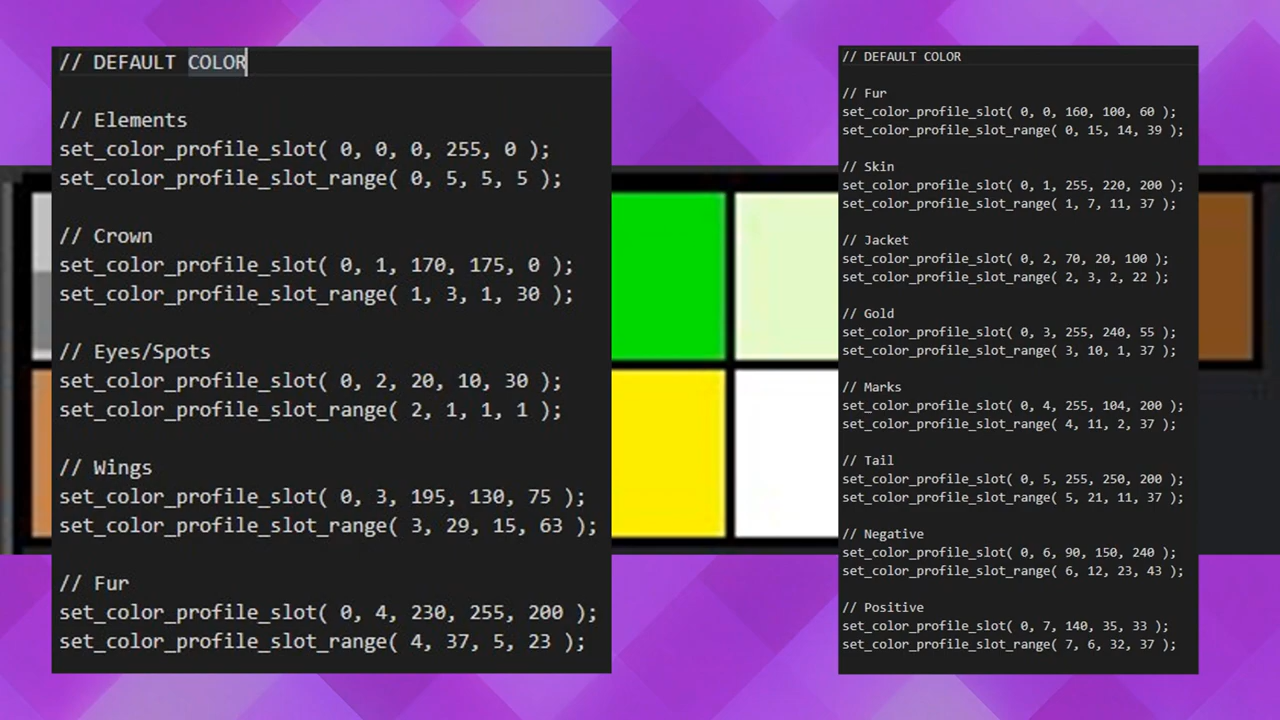 // DEFAULT COLOR
// Elements
set_color_profile_slot( 0, 0, 0, 255, 0 );
set_color_profile_slot_range( 0, 5, 5, 5 );
// Crown
set_color_profile_slot( 0, 1, 170, 175, 0 );
set_color_profile_slot_range( 1, 3, 1, 30 );
// Eyes/Spots
set_color_profile_slot( 0, 2, 20, 10, 30 );
set_color_profile_slot_range( 2, 1, 1, 1 );
// Wings
set_color_profile_slot( 0, 3, 195, 130, 75 );
set_color_profile_slot_range( 3, 29, 15, 63 );
// Fur
set_color_profile_slot( 0, 4, 230, 255, 200 );
set_color_profile_slot_range( 4, 37, 5, 23 );
// DEFAULT COLOR
// Fur
set_color_profile_slot( 0, 0, 160, 100, 60 );
set_color_profile_slot_range( 0, 15, 14, 39 );
// Skin
set_color_profile_slot( 0, 1, 255, 220, 200 );
set_color_profile_slot_range( 1, 7, 11, 37 );
// Jacket
set_color_profile_slot( 0, 2, 70, 20, 100 );
set_color_profile_slot_range( 2, 3, 2, 22 );
// Gold
set_color_profile_slot( 0, 3, 255, 240, 55 );
set_color_profile_slot_range( 3, 10, 1, 37 );
// Marks
set_color_profile_slot( 0, 4, 255, 104, 200 );
set_color_profile_slot_range( 4, 11, 2, 37 );
// Tail
set_color_profile_slot( 0, 5, 255, 250, 200 );
set_color_profile_slot_range( 5, 21, 11, 37 );
// Negative
set_color_profile_slot( 0, 6, 90, 150, 240 );
set_color_profile_slot_range( 6, 12, 23, 43 );
// Positive
set_color_profile_slot( 0, 7, 140, 35, 33 );
set_color_profile_slot_range( 7, 6, 32, 37 );